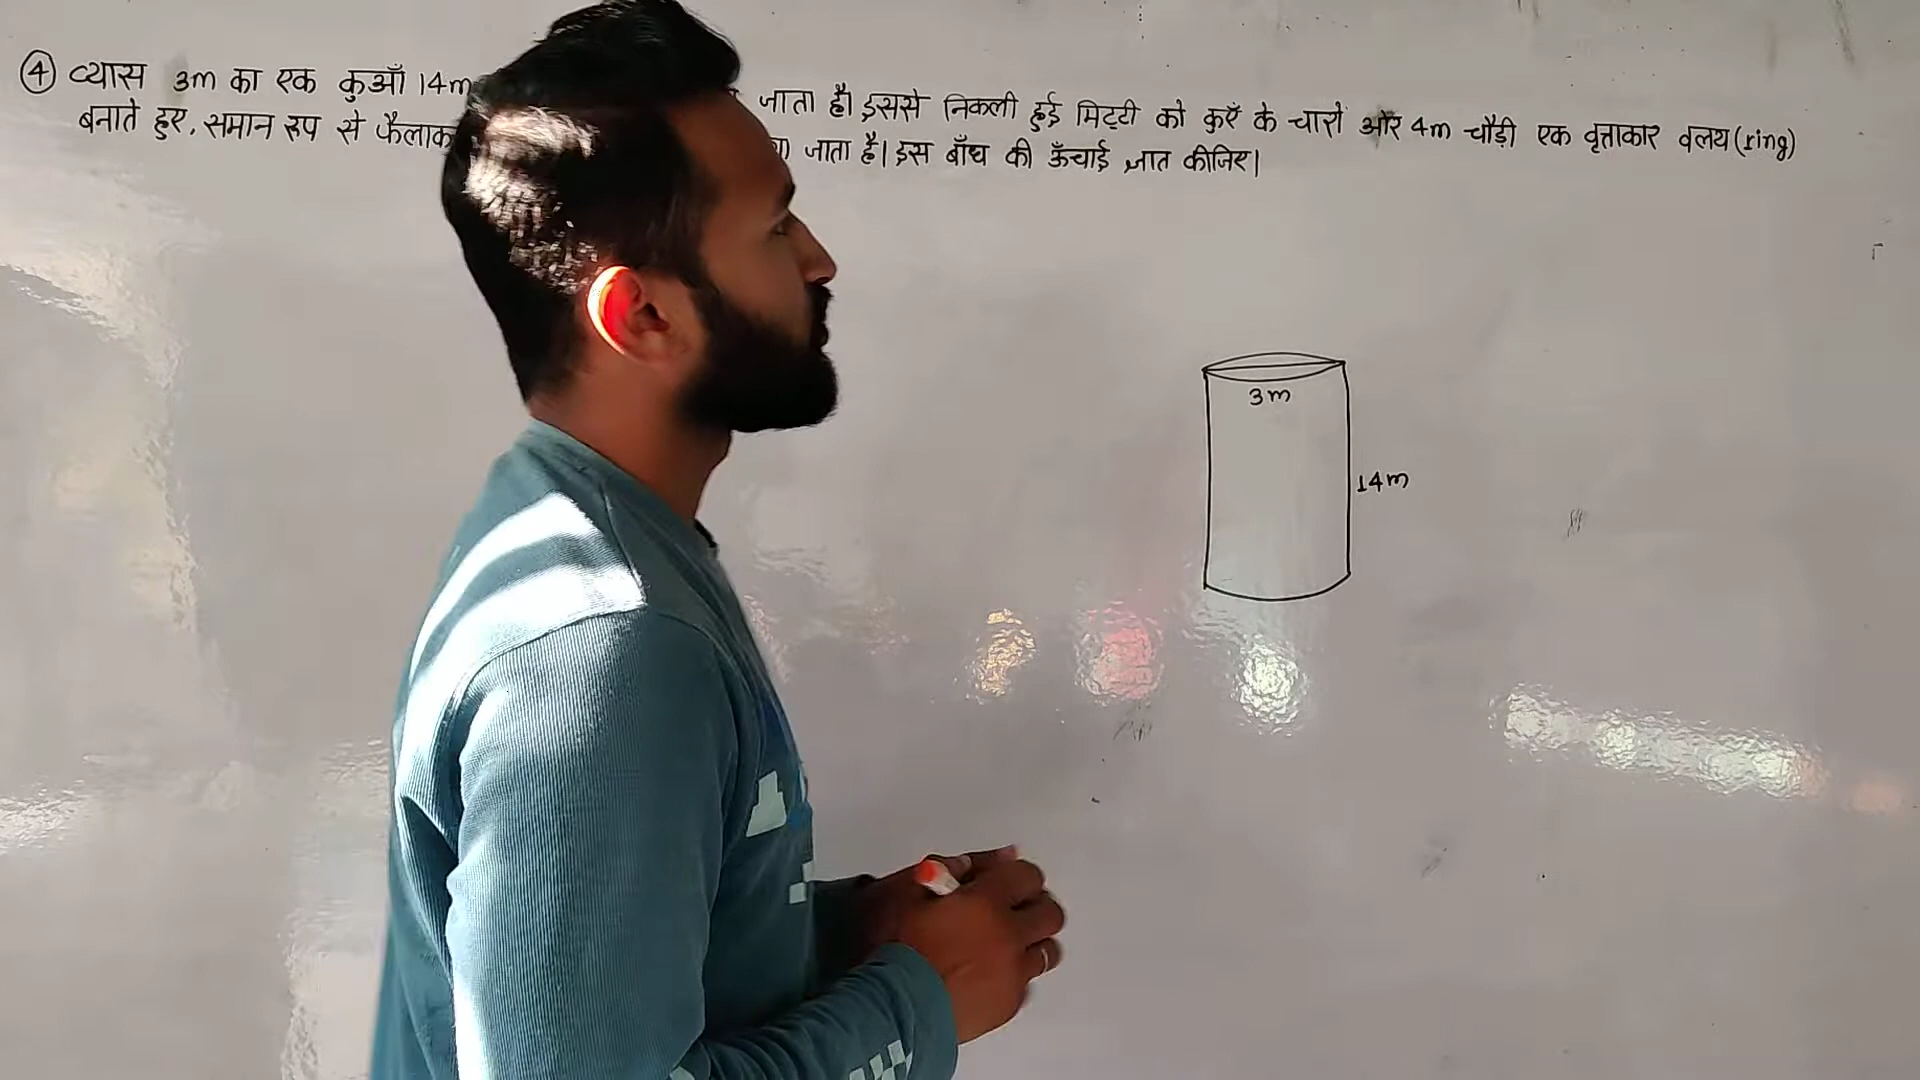 ④ व्यास 3m का एक कुआँ 14m जाता है। इससे निकली हुई मिट्टी को कुएँ के चारों ओर 4m चौड़ी एक वृत्ताकार वलय (ring)
बनाते हुए, समान रूप से फैलाक जाता है। इस बाँध की ऊँचाई ज्ञात कीजिए।
3m
14m